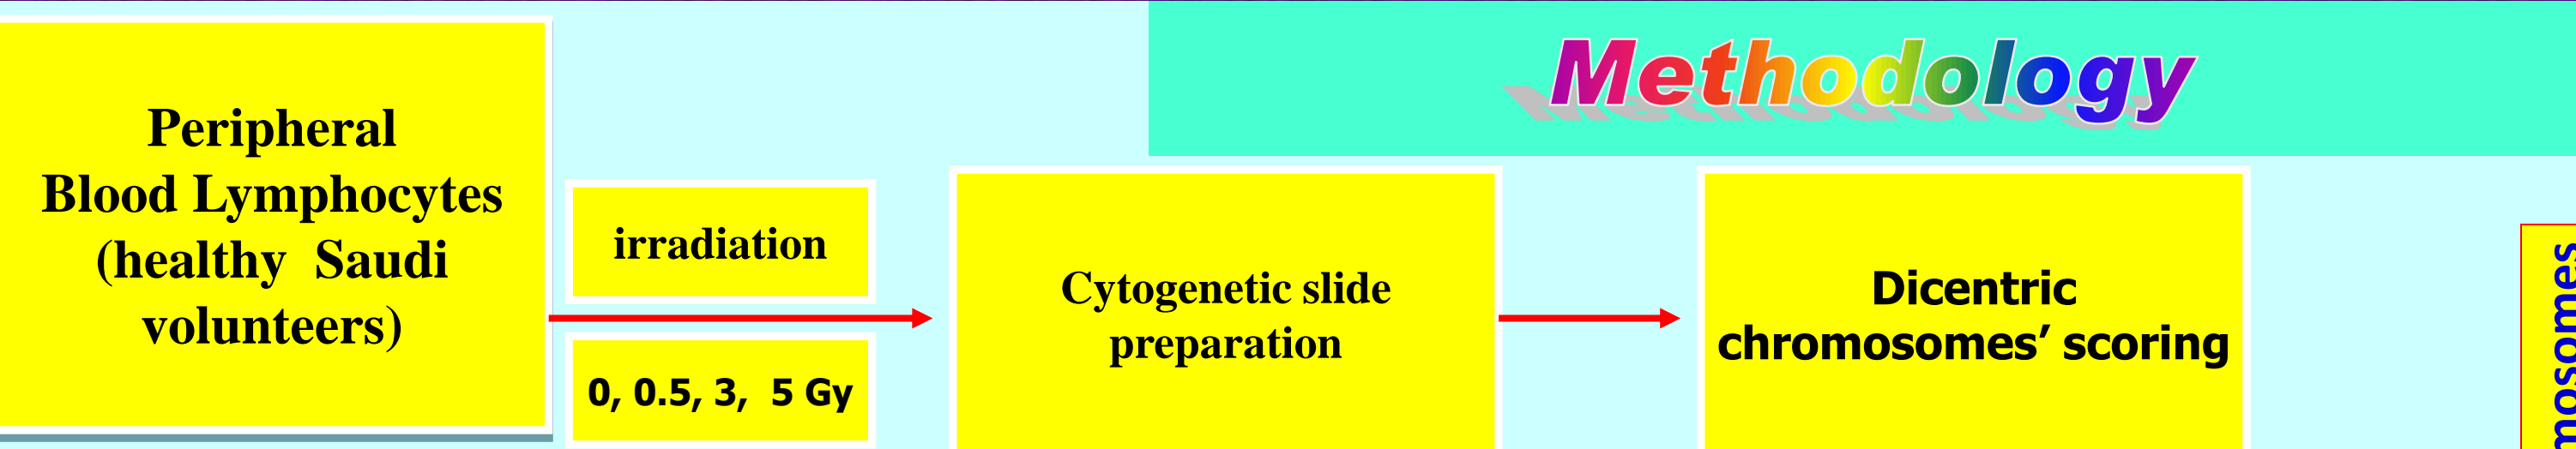 Methodology
Peripheral
Blood Lymphocytes
(healthy  Saudi
volunteers)
irradiation
0, 0.5, 3,  5 Gy
Cytogenetic slide
preparation
Dicentric
chromosomes’ scoring